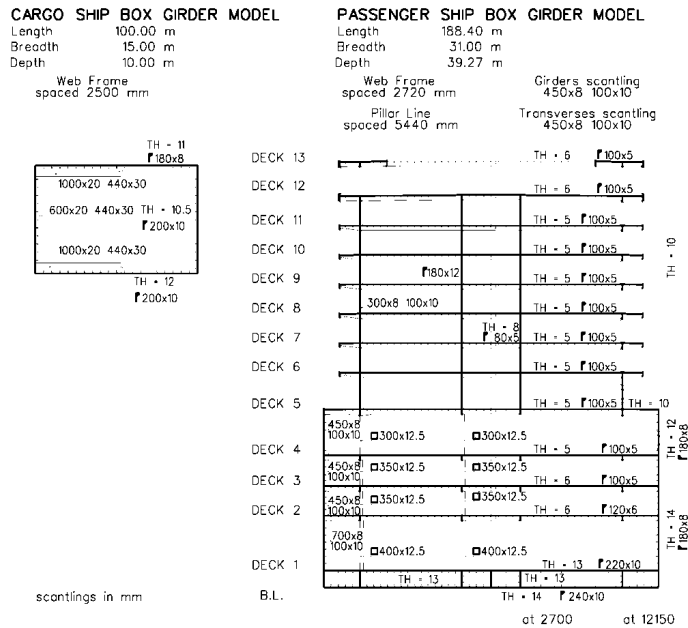 CARGO SHIP BOX GIRDER MODEL
Length 100.00 m
Breadth 15.00 m
Depth 10.00 m
Web Frame
spaced 2500 mm
PASSENGER SHIP BOX GIRDER MODEL
Length 188.40 m
Breadth 31.00 m
Depth 39.27 m
Web Frame
spaced 2720 mm
Girders scantling
450x8 100x10
Pillar Line
spaced 5440 mm
Transverses scantling
450x8 100x10
TH - 11
180x8
1000x20 440x30
600x20 440x30 TH - 10.5
200x10
1000x20 440x30
TH - 12
200x10
DECK 13 TH - 6 100x5
DECK 12 TH - 6 100x5
DECK 11 TH - 5 100x5
DECK 10 TH - 5 100x5
TH - 10
DECK 9 180x12 TH - 5 100x5
DECK 8 300x8 100x10 TH - 5 100x5
TH - 8
DECK 7 80x5 TH - 5 100x5
DECK 6 TH - 5 100x5
DECK 5 TH - 5 100x5 TH - 10
450x8
100x10 300x12.5 300x12.5
TH - 12
180x8
DECK 4 TH - 5 100x5
450x8
100x10 350x12.5 350x12.5
DECK 3 TH - 6 100x5
450x8
100x10 350x12.5 350x12.5
DECK 2 TH - 6 120x6
700x8
100x10
TH - 14
180x8
400x12.5 400x12.5
DECK 1 TH - 13 220x10
TH - 13 TH - 13
scantlings in mm B.L. TH - 14 240x10
at 2700 at 12150